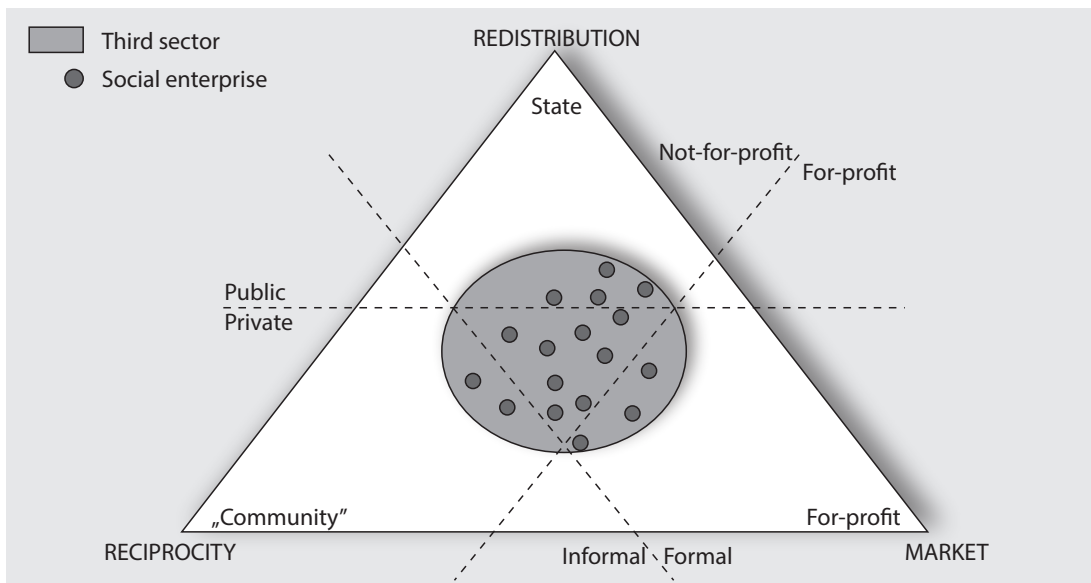 Third sector
Social enterprise
REDISTRIBUTION
State
Not-for-profit
For-profit
Public
Private
„Community”
For-profit
RECIPROCITY
Informal
Formal
MARKET